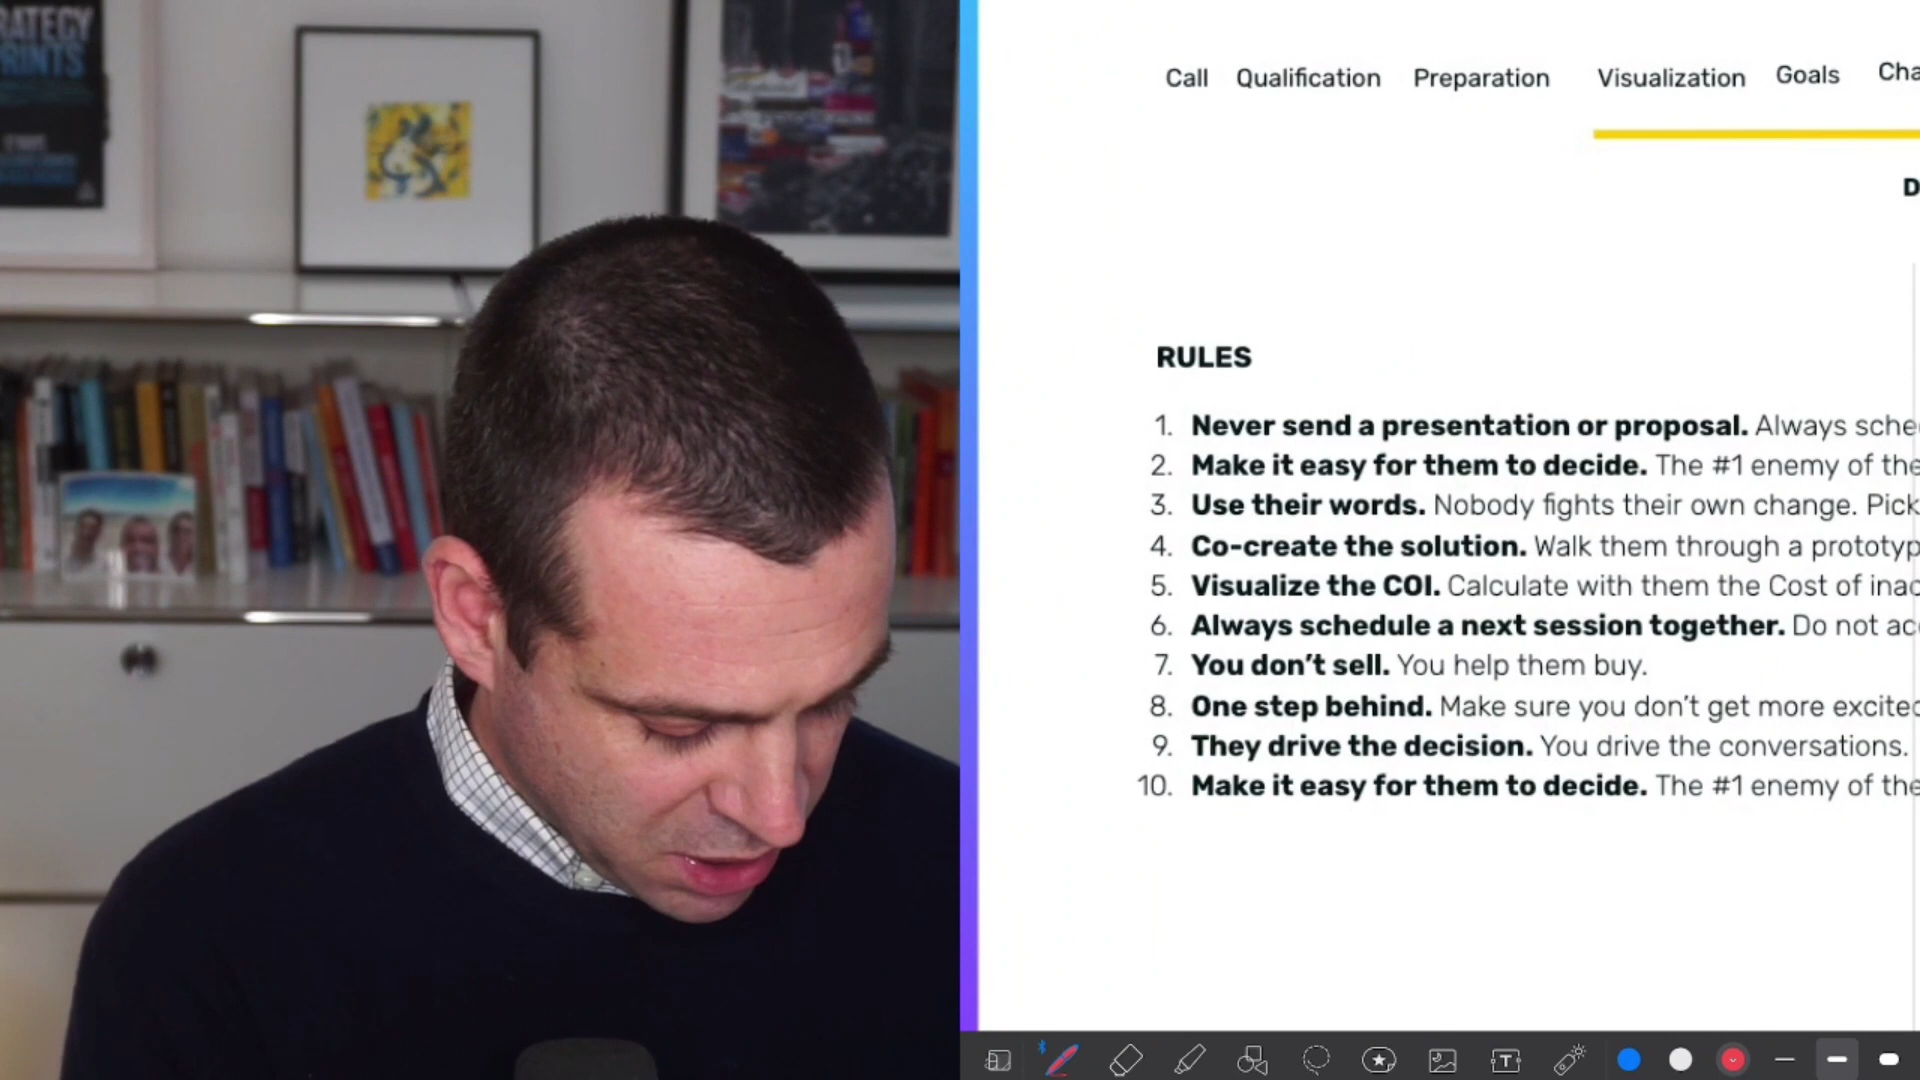 RATEGY
RINTS
Call Qualification Preparation Visualization Goals Cha
D
RULES
1. Never send a presentation or proposal. Always sche
2. Make it easy for them to decide. The #1 enemy of the
3. Use their words. Nobody fights their own change. Pick
4. Co-create the solution. Walk them through a prototyp
5. Visualize the COI. Calculate with them the Cost of inac
6. Always schedule a next session together. Do not ac
7. You don't sell. You help them buy.
8. One step behind. Make sure you don't get more excited
9. They drive the decision. You drive the conversations.
10. Make it easy for them to decide. The #1 enemy of the